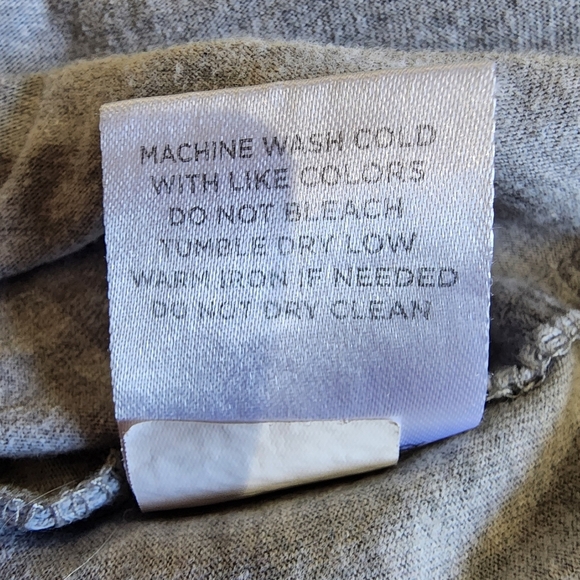 MACHINE WASH COLD
WITH LIKE COLORS
DO NOT BLEACH
TUMBLE DRY LOW
WARM IRON IF NEEDED
DO NOT DRY CLEAN